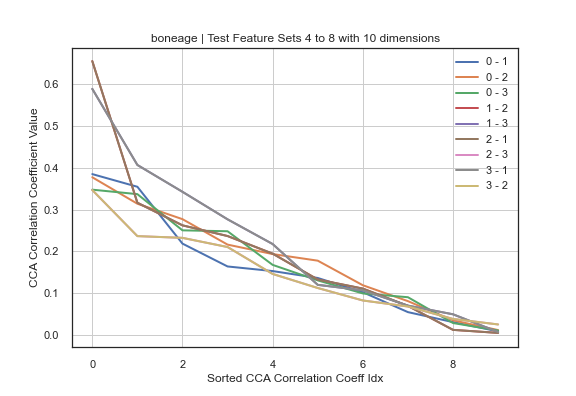 boneage | Test Feature Sets 4 to 8 with 10 dimensions
CCA Correlation Coefficient Value
0.6
0.5
0.4
0.3
0.2
0.1
0.0
0 - 1
0 - 2
0 - 3
1 - 2
1 - 3
2 - 1
2 - 3
3 - 1
3 - 2
0 2 4 6 8
Sorted CCA Correlation Coeff Idx